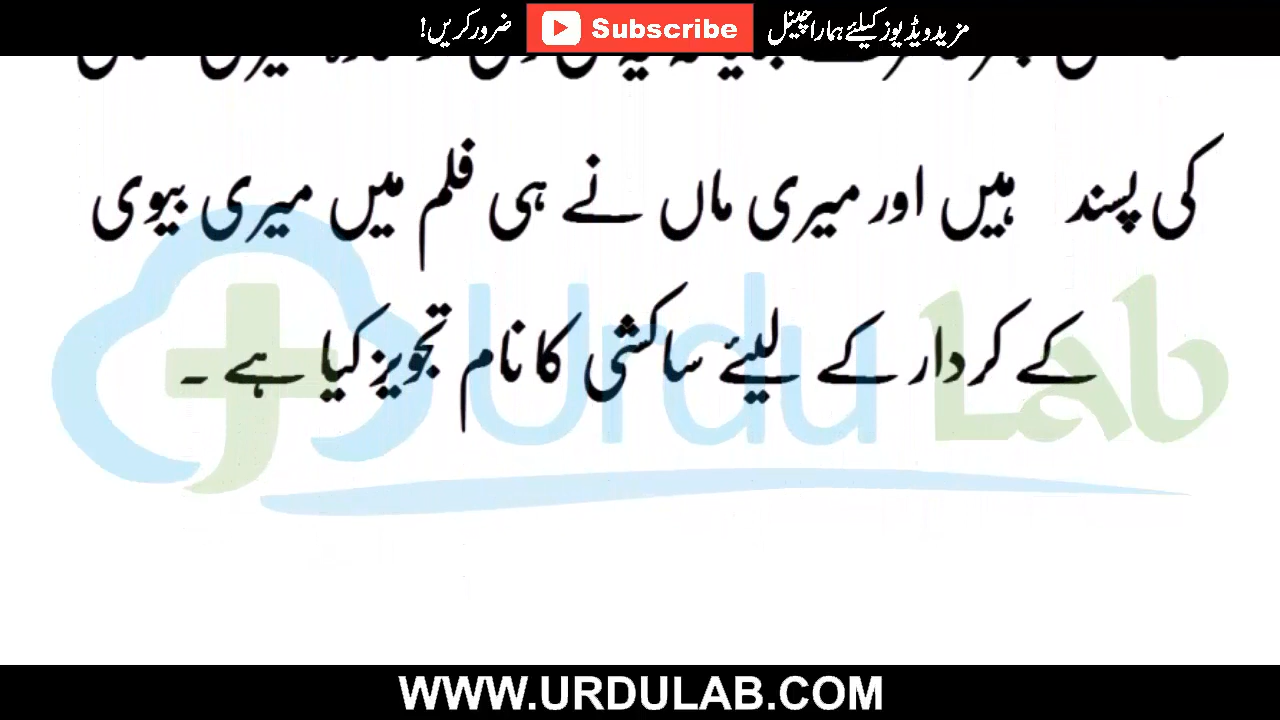 مزید ویڈیوز کیلئے ہمارا چینل Subscribe ضرور کریں!
کی پسند ہیں اور میری ماں نے ہی فلم میں میری بیوی
کے کردار کے لیئے ساکشی کا نام تجویز کیا ہے ۔
Urdu Lab
WWW.URDULAB.COM